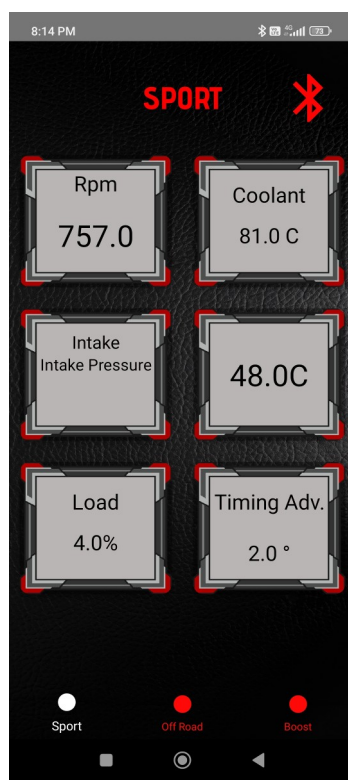 8:14 PM
4G
73
SPORT
Rpm
757.0
Coolant
81.0 C
Intake
Intake Pressure
48.0C
Load
4.0%
Timing Adv.
2.0 °
Sport
Off Road
Boost